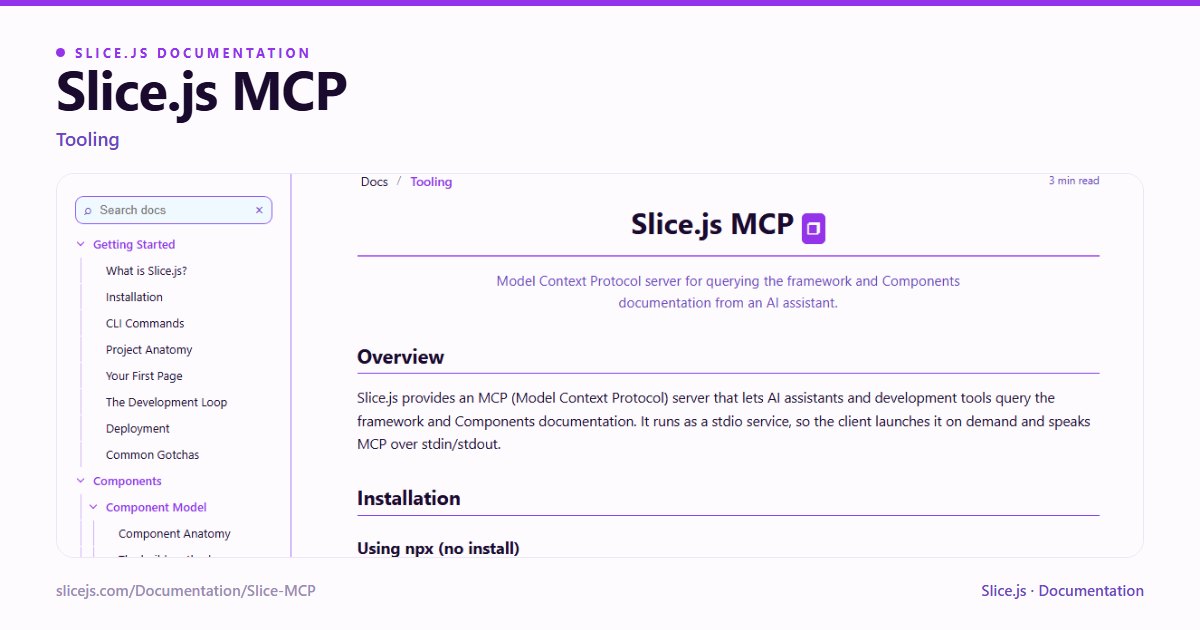 SLICE.JS DOCUMENTATION
Slice.js MCP
Tooling
Search docs
Getting Started
What is Slice.js?
Installation
CLI Commands
Project Anatomy
Your First Page
The Development Loop
Deployment
Common Gotchas
Components
Component Model
Component Anatomy
Docs / Tooling
3 min read
Slice.js MCP
Model Context Protocol server for querying the framework and Components
documentation from an AI assistant.
Overview
Slice.js provides an MCP (Model Context Protocol) server that lets AI assistants and development tools query the
framework and Components documentation. It runs as a stdio service, so the client launches it on demand and speaks
MCP over stdin/stdout.
Installation
Using npx (no install)
slicejs.com/Documentation/Slice-MCP
Slice.js · Documentation